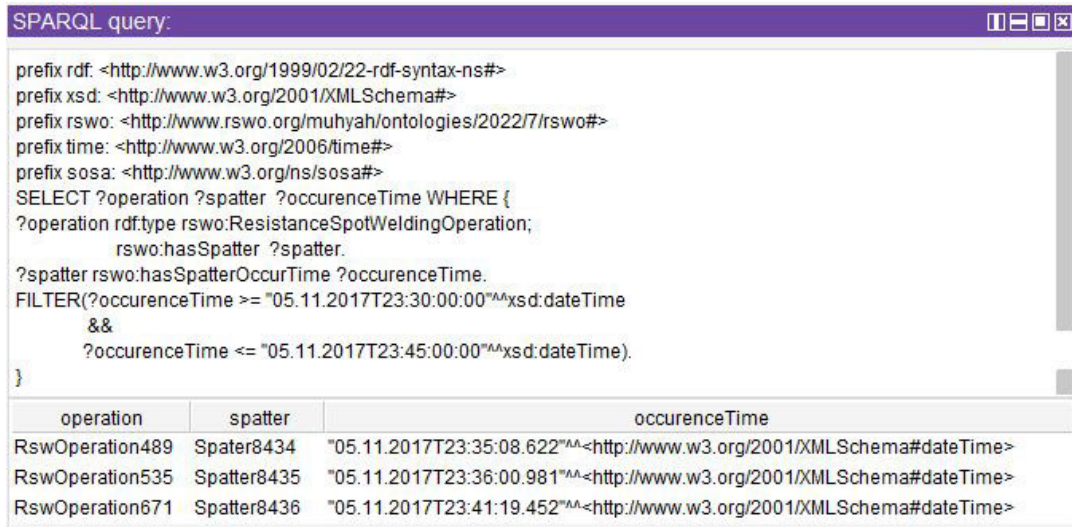 SPARQL query:
prefix rdf: <http://www.w3.org/1999/02/22-rdf-syntax-ns#>
prefix xsd: <http://www.w3.org/2001/XMLSchema#>
prefix rswo: <http://www.rswo.org/muhyah/ontologies/2022/7/rswo#>
prefix time: <http://www.w3.org/2006/time#>
prefix sosa: <http://www.w3.org/ns/sosa#>
SELECT ?operation ?spatter ?occurenceTime WHERE {
?operation rdf:type rswo:ResistanceSpotWeldingOperation;
rswo:hasSpatter ?spatter.
?spatter rswo:hasSpatterOccurTime ?occurenceTime.
FILTER(?occurenceTime >= "05.11.2017T23:30:00:00"^^xsd:dateTime
&&
?occurenceTime <= "05.11.2017T23:45:00:00"^^xsd:dateTime).
}
operation spatter occurenceTime
RswOperation489 Spater8434 "05.11.2017T23:35:08.622"^^<http://www.w3.org/2001/XMLSchema#dateTime>
RswOperation535 Spatter8435 "05.11.2017T23:36:00.981"^^<http://www.w3.org/2001/XMLSchema#dateTime>
RswOperation671 Spatter8436 "05.11.2017T23:41:19.452"^^<http://www.w3.org/2001/XMLSchema#dateTime>